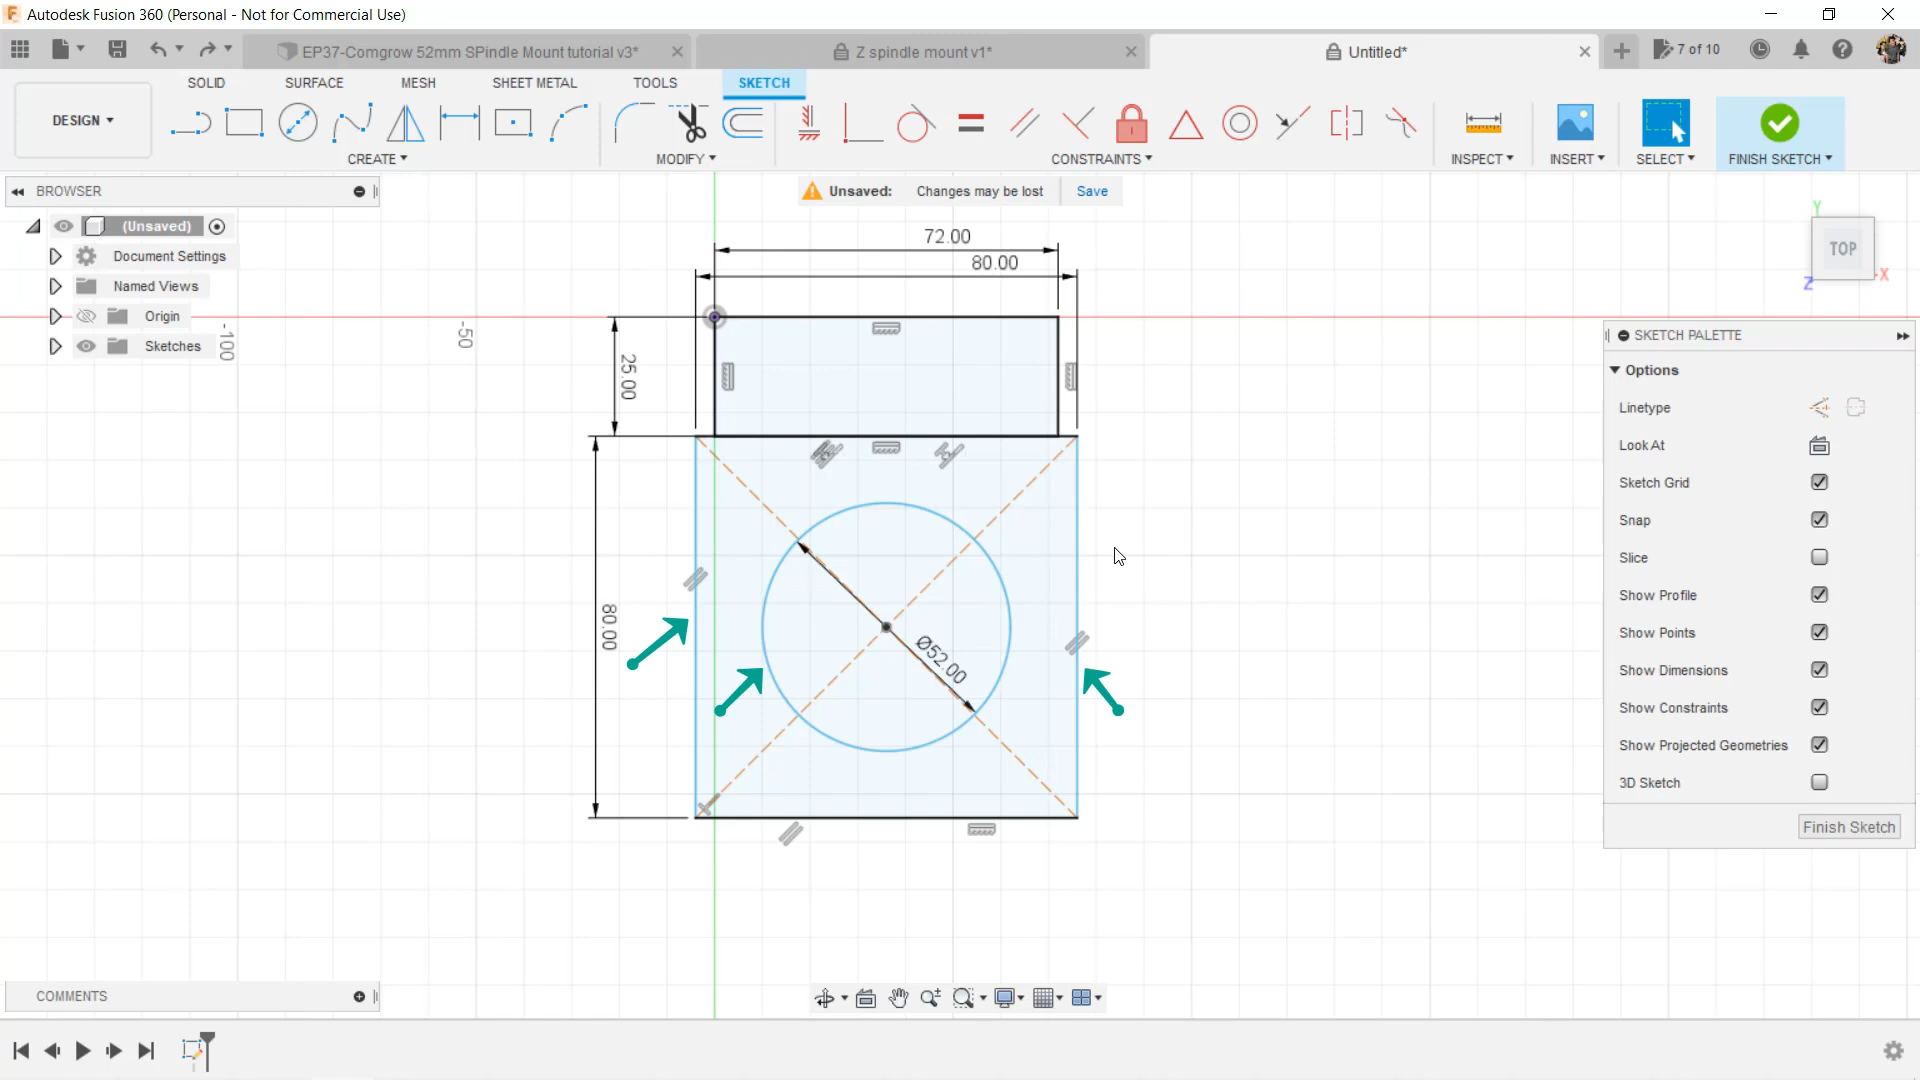 Autodesk Fusion 360 (Personal - Not for Commercial Use)
EP37-Comgrow 52mm SPindle Mount tutorial v3*
Z spindle mount v1*
Untitled*
7 of 10
SOLID
SURFACE
MESH
SHEET METAL
TOOLS
SKETCH
DESIGN
CREATE
MODIFY
CONSTRAINTS
INSPECT
INSERT
SELECT
FINISH SKETCH
BROWSER
Unsaved: Changes may be lost Save
(Unsaved)
Document Settings
Named Views
Origin
Sketches
-100
-50
72.00
80.00
25.00
80.00
Ø52.00
Y
TOP
X
Z
SKETCH PALETTE
Options
Linetype
Look At
Sketch Grid
Snap
Slice
Show Profile
Show Points
Show Dimensions
Show Constraints
Show Projected Geometries
3D Sketch
Finish Sketch
COMMENTS